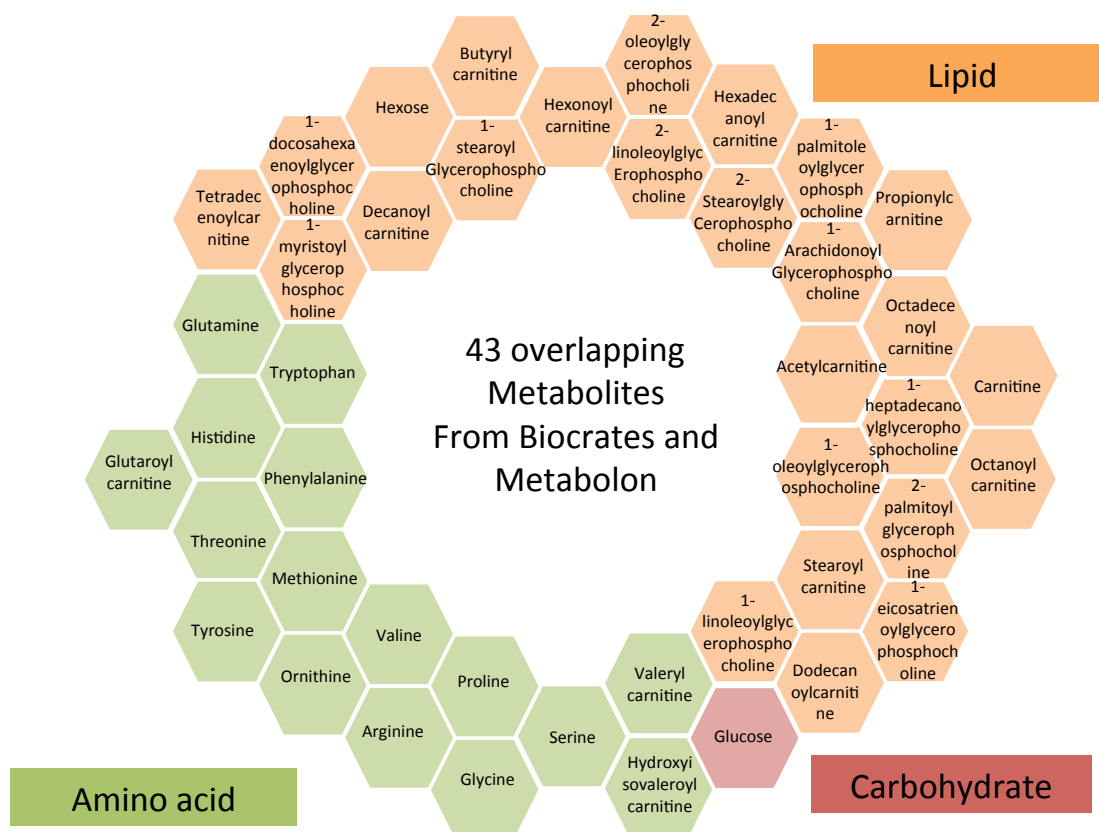 2-
oleoylgly
cerophos
phocholi
ne
Lipid
Butyryl
carnitine
Hexose
Hexonoyl
carnitine
Hexadec
anoyl
carnitine
1-
docosahexa
enoylglycer
ophosphoc
holine
1-
stearoyl
Glycerophospho
choline
2-
linoleoylglyc
Erophospho
choline
1-
palmitole
oylglycer
ophosph
ocholine
Tetradec
enoylcar
nitine
Decanoyl
carnitine
2-
Stearoylgly
Cerophospho
choline
Propionylc
arnitine
1-
myristoyl
glycerop
hosphoc
holine
1-
Arachidonoyl
Glycerophospho
choline
Glutamine
Octadece
noyl
carnitine
Tryptophan
43 overlapping
Metabolites
From Biocrates and
Metabolon
Acetylcarnitine
Carnitine
Histidine
1-
heptadecano
ylglyceropho
sphocholine
Glutaroyl
carnitine
Phenylalanine
1-
oleoylglyceroph
osphocholine
Octanoyl
carnitine
Threonine
2-
palmitoyl
glyceroph
osphochol
ine
Methionine
Stearoyl
carnitine
Tyrosine
Valine
1-
linoleoylglyc
erophospho
choline
1-
eicosatrien
oylglycero
phosphoch
oline
Ornithine
Proline
Valeryl
carnitine
Dodecan
oylcarniti
ne
Arginine
Serine
Glucose
Glycine
Hydroxyi
sovaleroyl
carnitine
Amino acid
Carbohydrate